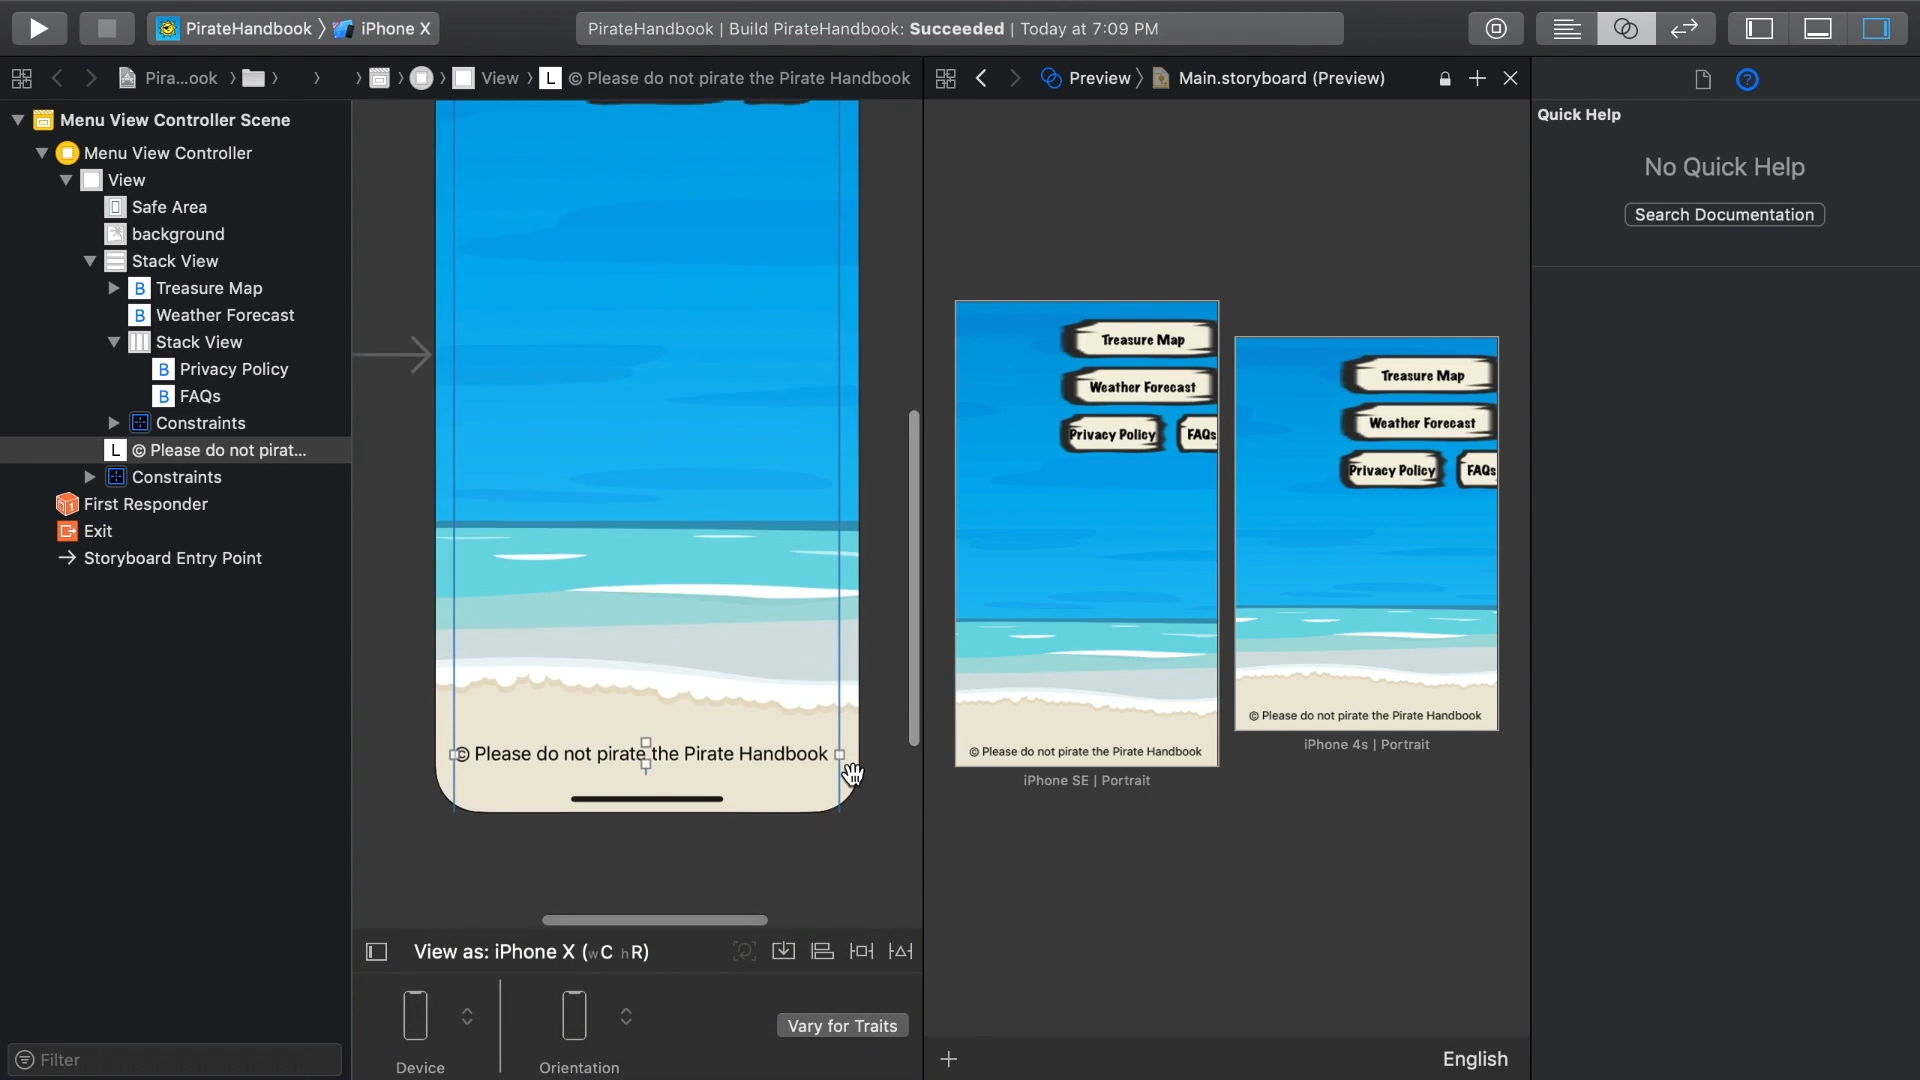 PirateHandbook 〉 iPhone X
PirateHandbook | Build PirateHandbook: Succeeded | Today at 7:09 PM
Pira...ook 〉 〉 〉 〉 〉 View 〉 L © Please do not pirate the Pirate Handbook
Preview 〉 Main.storyboard (Preview)
Menu View Controller Scene
Menu View Controller
View
Safe Area
background
Stack View
B Treasure Map
B Weather Forecast
Stack View
B Privacy Policy
B FAQs
Constraints
L © Please do not pirat...
Constraints
First Responder
Exit
Storyboard Entry Point
Filter
© Please do not pirate the Pirate Handbook
View as: iPhone X (wC hR)
Device
Orientation
Vary for Traits
Treasure Map
Weather Forecast
Privacy Policy
FAQs
© Please do not pirate the Pirate Handbook
iPhone SE | Portrait
Treasure Map
Weather Forecast
Privacy Policy
FAQs
© Please do not pirate the Pirate Handbook
iPhone 4s | Portrait
English
Quick Help
No Quick Help
Search Documentation